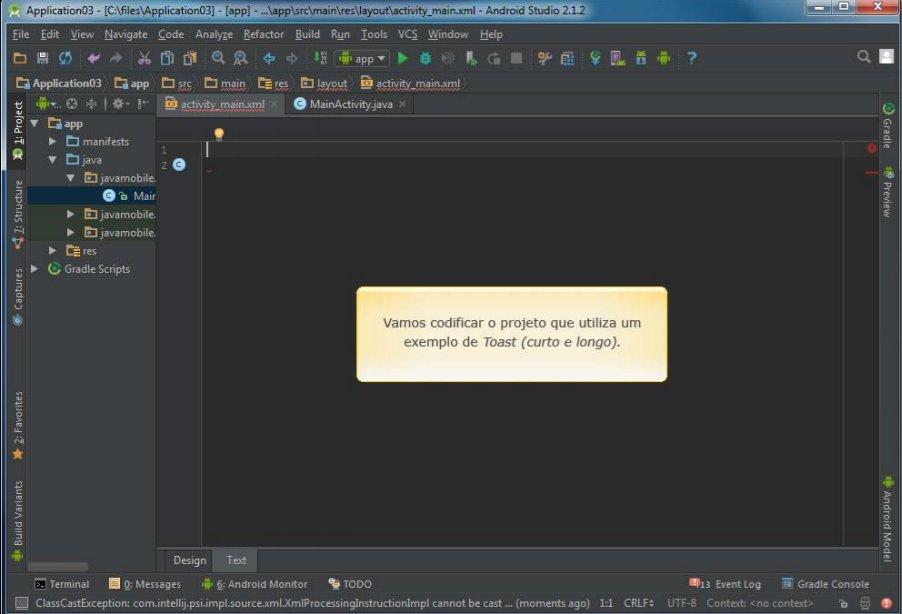 Application03 - [C:\files\Application03] - [app] - ...\app\src\main\res\layout\activity_main.xml - Android Studio 2.1.2
File Edit View Navigate Code Analyze Refactor Build Run Tools VCS Window Help
app
Application03 app src main res layout activity_main.xml
activity_main.xml MainActivity.java
1: Project
app
manifests
java
javamobile.
Mair
javamobile.
javamobile.
res
Gradle Scripts
7: Structure
Captures
2: Favorites
Build Variants
1
2
Vamos codificar o projeto que utiliza um
exemplo de Toast (curto e longo).
Gradle
Preview
Android Model
Design Text
Terminal 0: Messages 6: Android Monitor TODO 13 Event Log Gradle Console
ClassCastException: com.intellij.psi.impl.source.xml.XmlProcessingInstructionImpl cannot be cast ... (moments ago) 1:1 CRLF÷ UTF-8 Context: <no context>